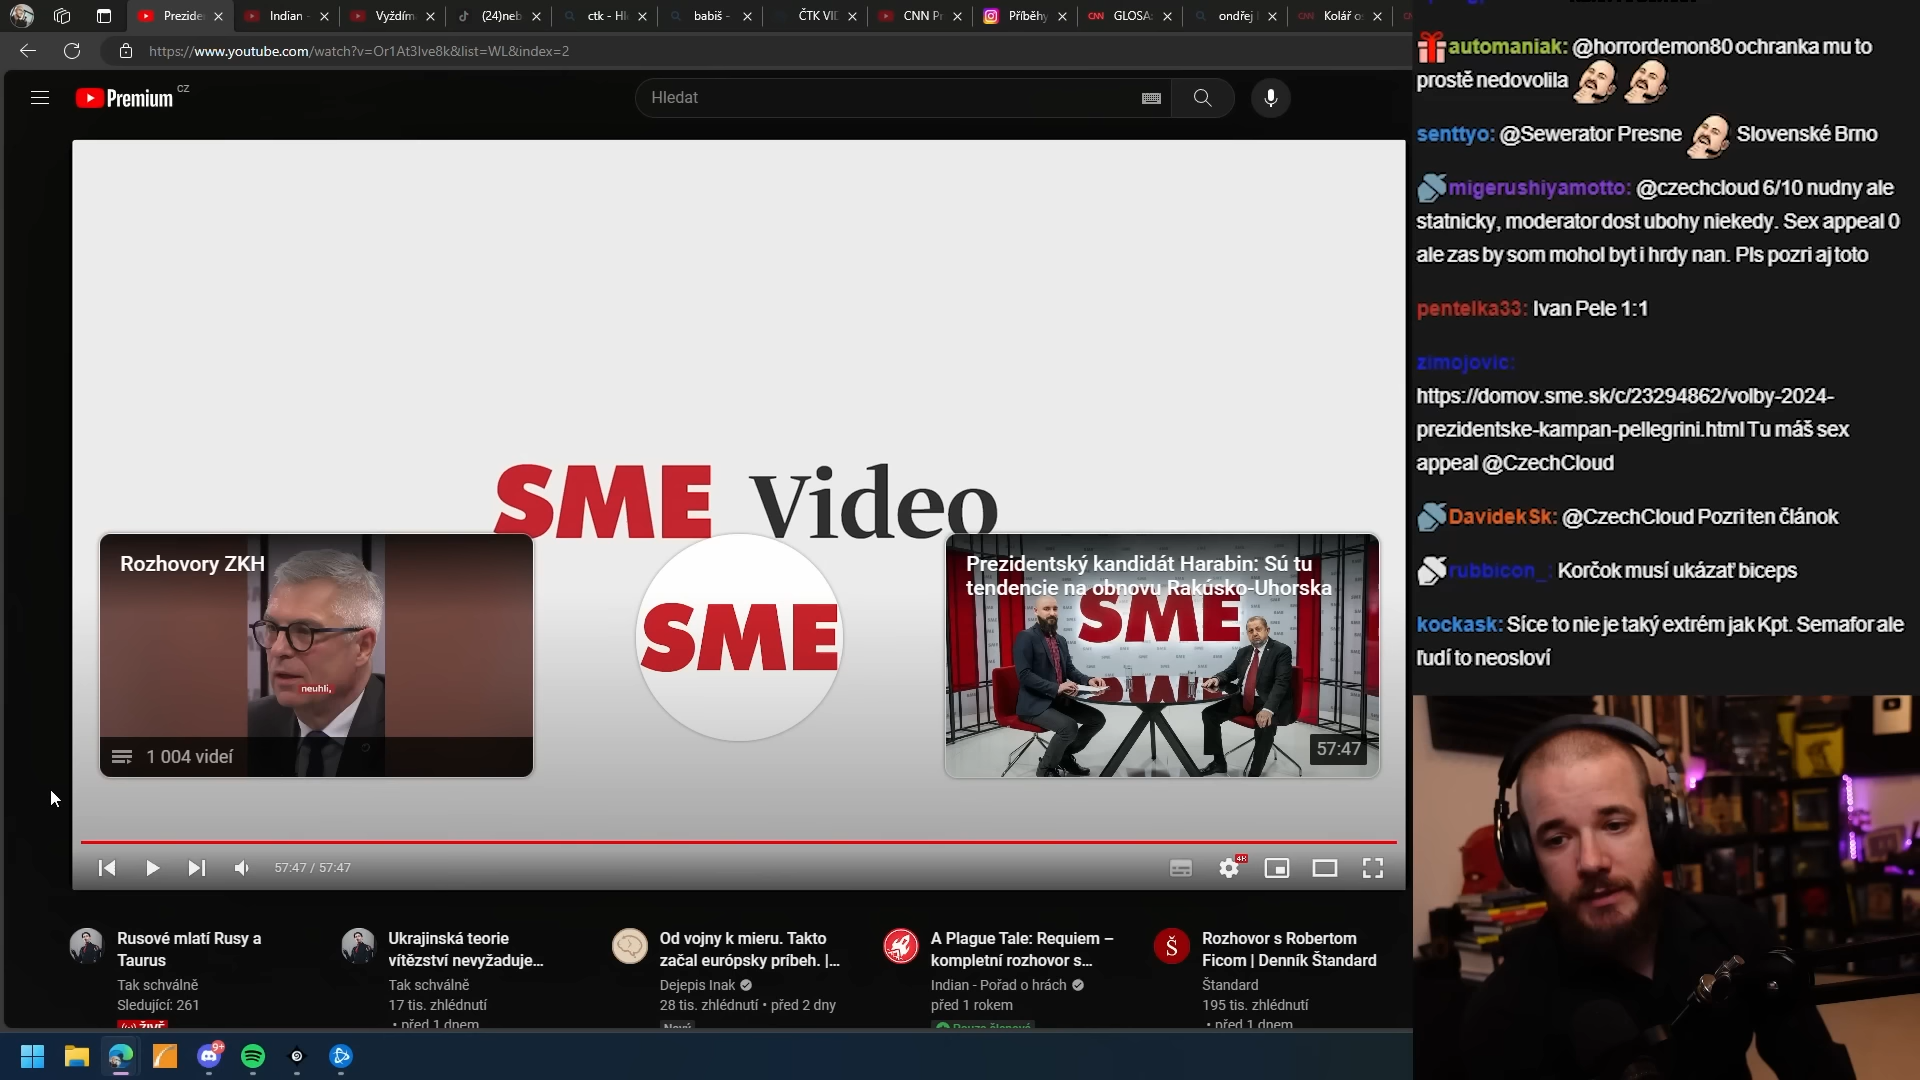 Prezide
Indian -
Vyždím
(24)neb
ctk - Hl
babiš -
ČTK VI
CNN P
Příběhy
CNN
GLOSA:
ondřej
CNN
Kolář o
https://www.youtube.com/watch?v=Or1At3lve8k&list=WL&index=2
Premium CZ
Hledat
SME Video
Rozhovory ZKH
neuhli,
1 004 videí
SME
Prezidentský kandidát Harabin: Sú tu
tendencie na obnovu Rakúsko-Uhorska
SME
57:47
57:47 / 57:47
4K
Rusové mlatí Rusy a
Taurus
Tak schválně
Sledující: 261
ŽIVĚ
Ukrajinská teorie
vítězství nevyžaduje...
Tak schválně
17 tis. zhlédnutí
• před 1 dnem
Od vojny k mieru. Takto
začal európsky príbeh. |...
Dejepis Inak
28 tis. zhlédnutí • před 2 dny
Nový
A Plague Tale: Requiem –
kompletní rozhovor s...
Indian - Pořad o hrách
před 1 rokem
Pouze členové
Š
Rozhovor s Robertom
Ficom | Denník Štandard
Štandard
195 tis. zhlédnutí
• před 1 dnem
9+
automaniak: @horrordemon80 ochranka mu to
prostě nedovolila
senttyo: @Sewerator Presne Slovenské Brno
migerushiyamotto: @czechcloud 6/10 nudny ale
statnicky, moderator dost ubohy niekedy. Sex appeal 0
ale zas by som mohol byt i hrdy nan. Pls pozri aj toto
pentelka33: Ivan Pele 1:1
zimojovic:
https://domov.sme.sk/c/23294862/volby-2024-
prezidentske-kampan-pellegrini.html Tu máš sex
appeal @CzechCloud
DavidekSk: @CzechCloud Pozri ten článok
rubbicon_: Korčok musí ukázať biceps
kockask: Síce to nie je taký extrém jak Kpt. Semafor ale
ľudí to neosloví